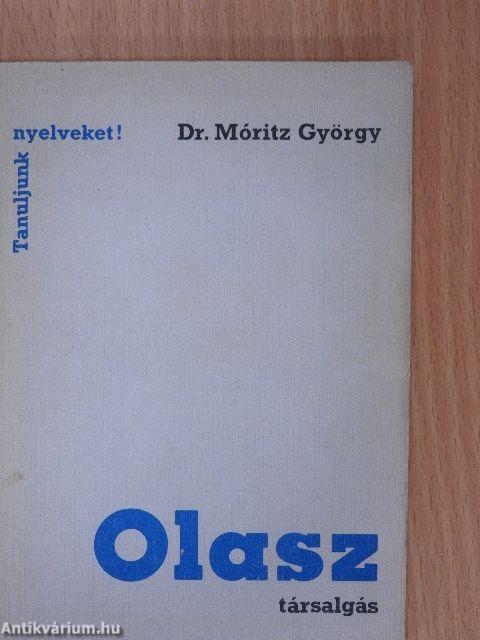 Tanuljunk
nyelveket! Dr. Móritz György
Olasz
társalgás
Antikvárium.hu